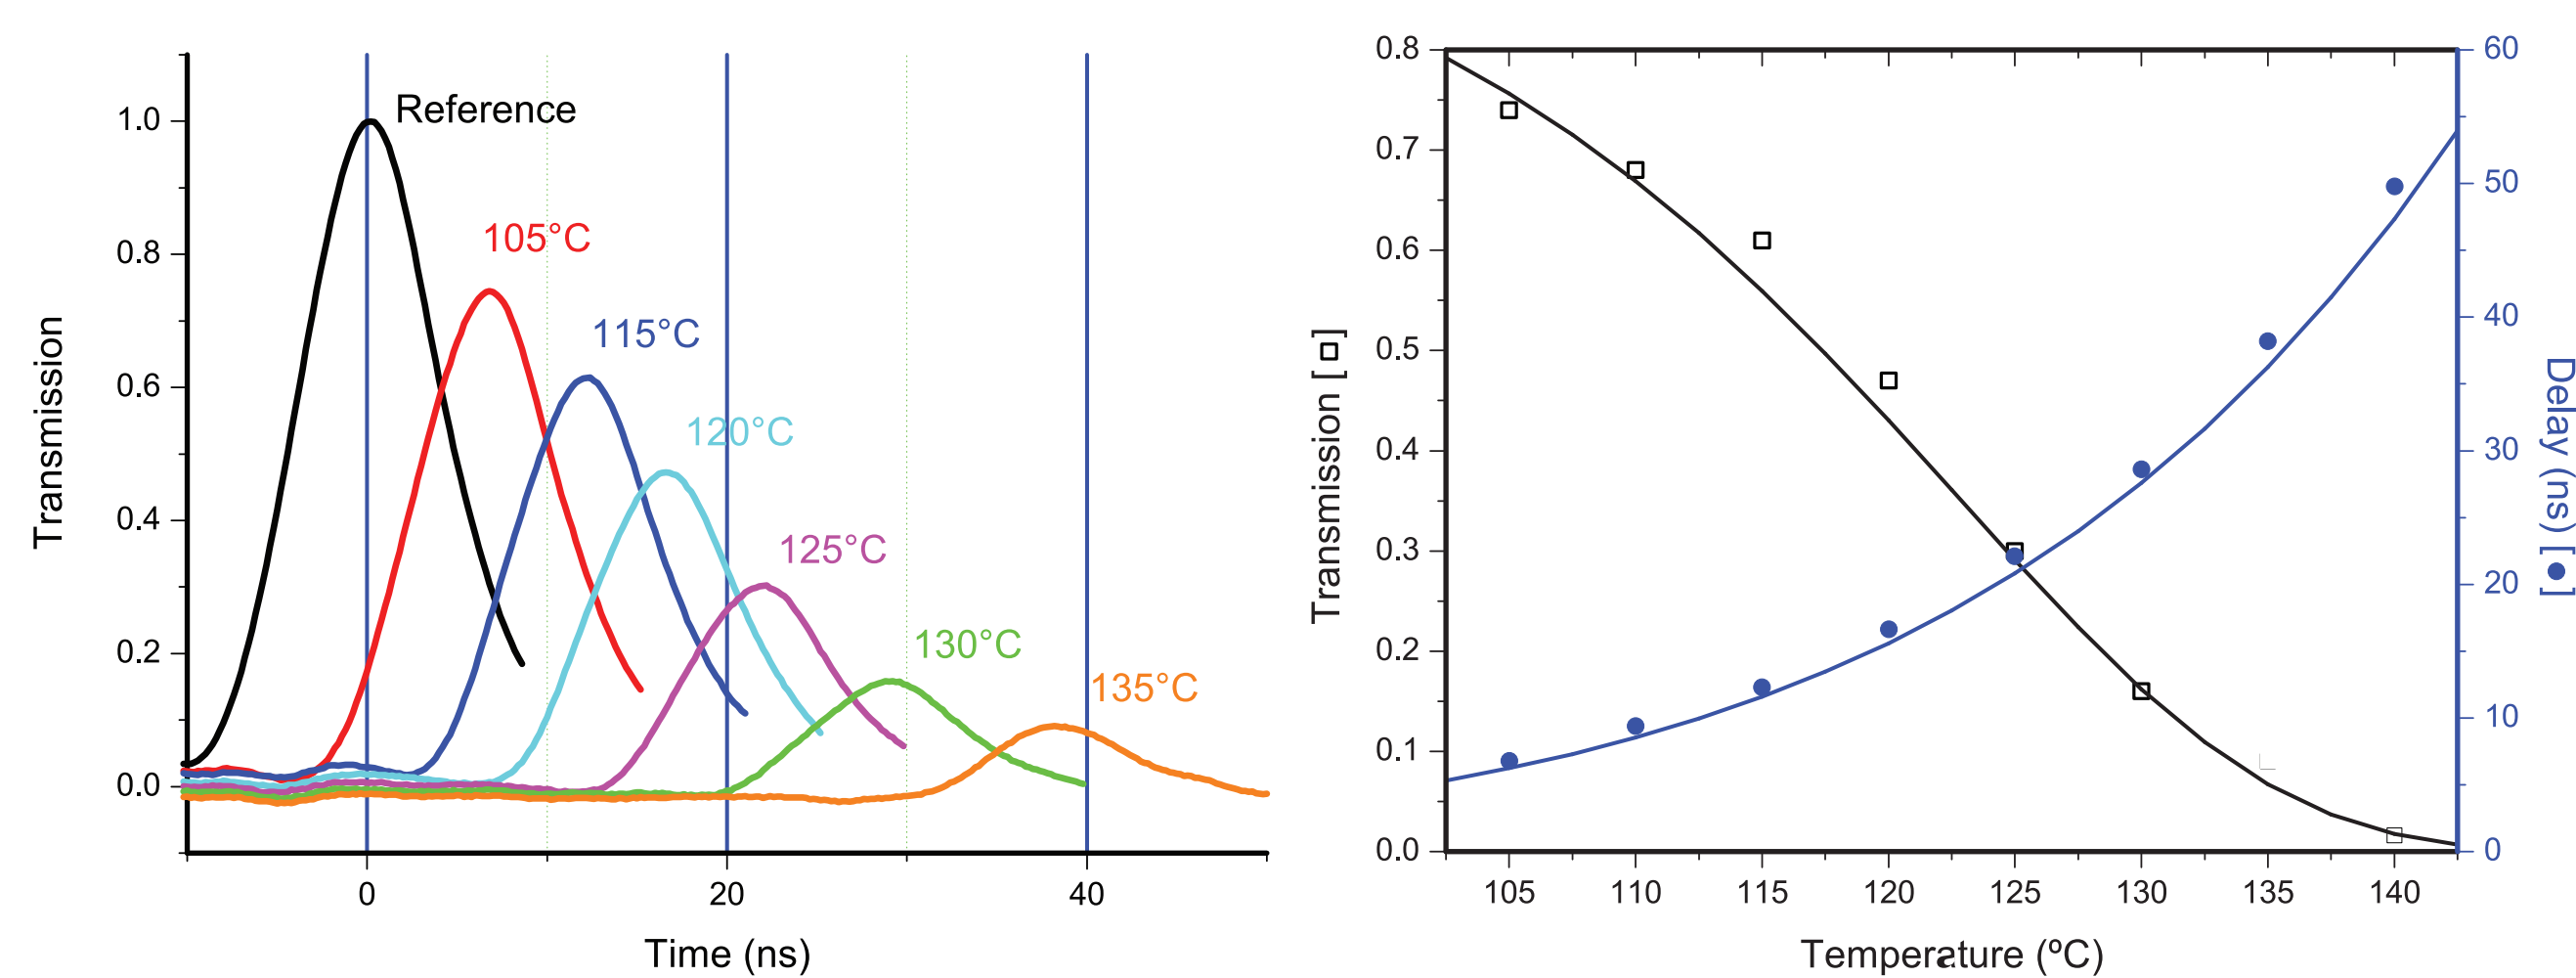 Transmission
1.0
0.8
0.6
0.4
0.2
0.0
Reference
105°C
115°C
120°C
125°C
130°C
135°C
0 20 40
Time (ns)
Transmission [ ]
0.8
0.7
0.6
0.5
0.4
0.3
0.2
0.1
0.0
105 110 115 120 125 130 135 140
Temperature (ºC)
60
50
40
30
20
10
0
Delay (ns) [●]